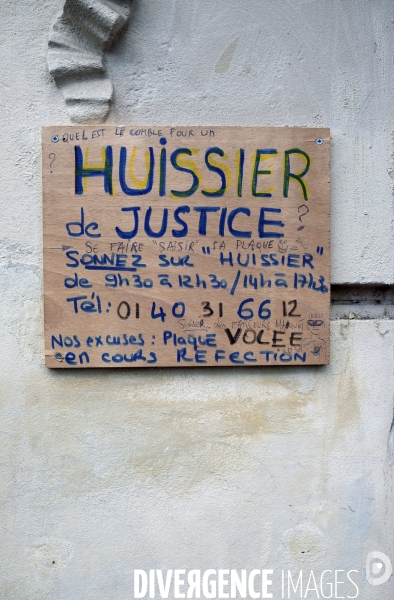 QUEL EST LE COMBLE POUR UN
? HUISSIER
de JUSTICE ?
SE FAIRE "SAISIR" SA PLAQUE
SONNEZ SUR "HUISSIER"
de 9h30 à 12h30 / 14h à 17h30
Tél: 01 40 31 66 12
Nos excuses: Plaque VOLÉE
en cours REFECTION
DIVERGENCE IMAGES